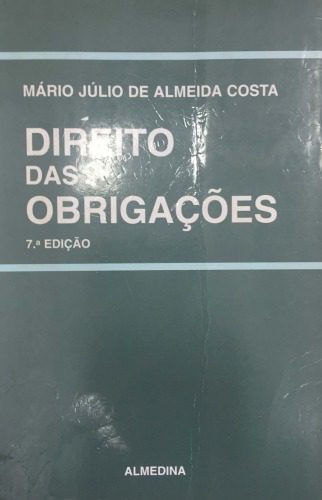 MÁRIO JÚLIO DE ALMEIDA COSTA
DIREITO
DAS
OBRIGAÇÕES
7.ª EDIÇÃO
ALMEDINA